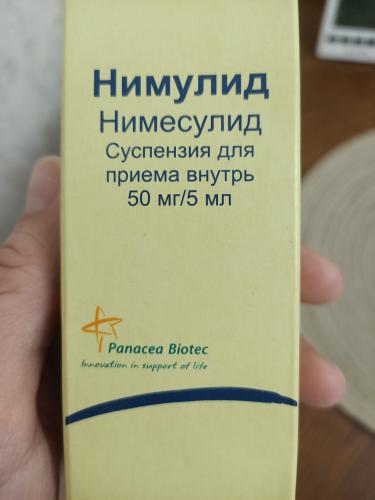 Нимулид
Нимесулид
Суспензия для
приема внутрь
50 мг/5 мл
Panacea Biotec
Innovation in support of life